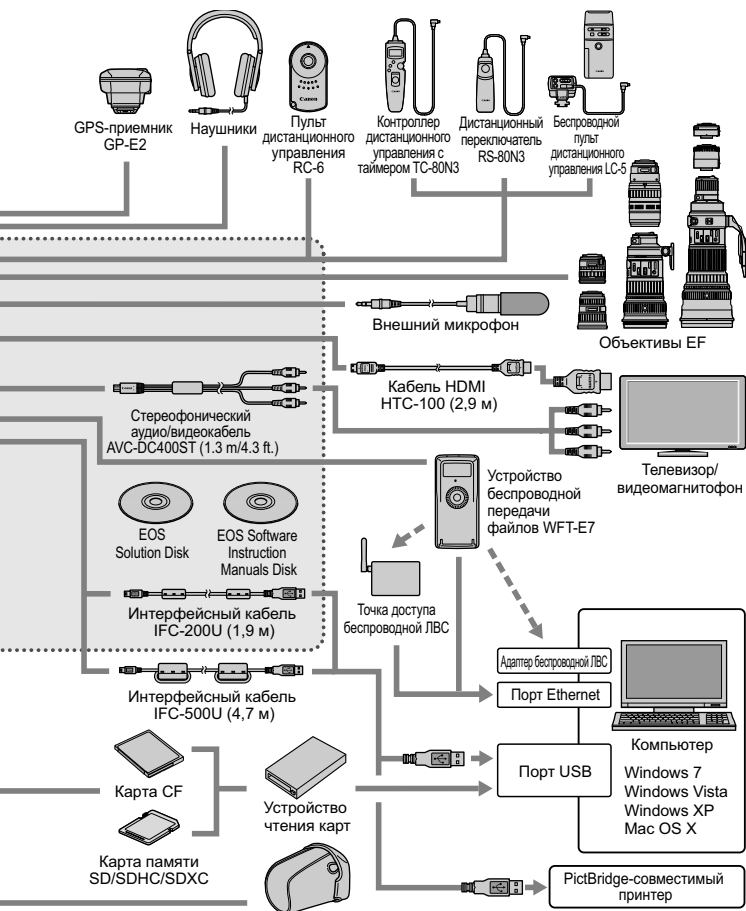 GPS-приемник
GP-E2
Наушники
Canon
Пульт
дистанционного
управления
RC-6
Контроллер
дистанционного
управления с
таймером TC-80N3
Дистанционный
переключатель
RS-80N3
Беспроводной
пульт
дистанционного
управления LC-5
Объективы EF
Внешний микрофон
Кабель HDMI
HTC-100 (2,9 м)
Стереофонический
аудио/видеокабель
AVC-DC400ST (1.3 m/4.3 ft.)
Телевизор/
видеомагнитофон
Устройство
беспроводной
передачи
файлов WFT-E7
EOS
Solution Disk
EOS Software
Instruction
Manuals Disk
Точка доступа
беспроводной ЛВС
Интерфейсный кабель
IFC-200U (1,9 м)
Интерфейсный кабель
IFC-500U (4,7 м)
Адаптер беспроводной ЛВС
Порт Ethernet
Порт USB
Компьютер
Windows 7
Windows Vista
Windows XP
Mac OS X
Карта CF
Устройство
чтения карт
Карта памяти
SD/SDHC/SDXC
PictBridge-совместимый
принтер